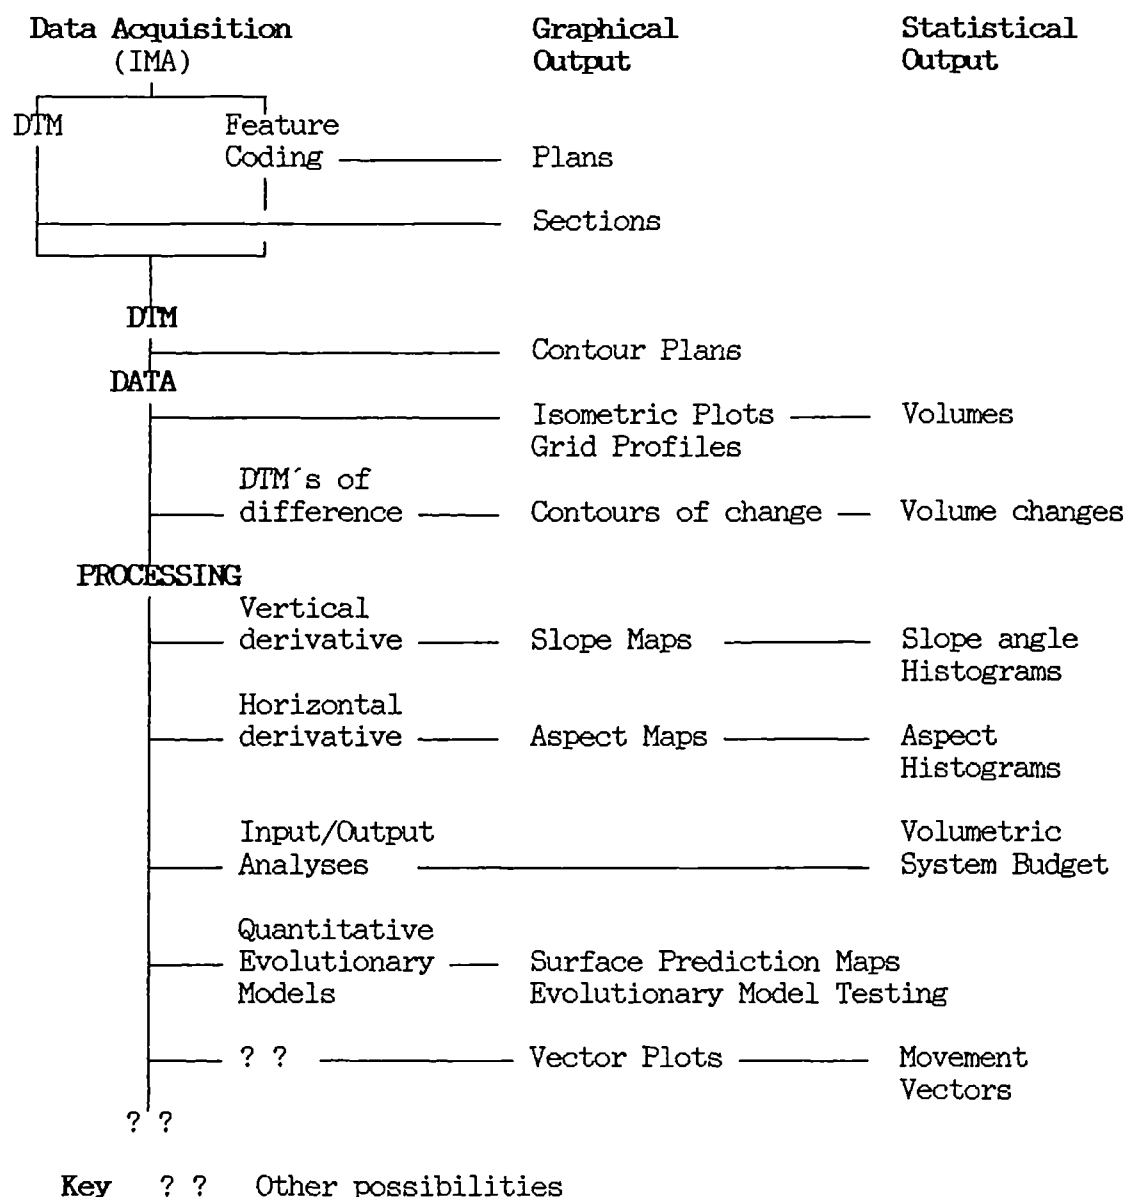 Data Acquisition Graphical Statistical
(IMA) Output Output
DTM Feature
Coding Plans
Sections
DTM
Contour Plans
DATA
Isometric Plots Volumes
Grid Profiles
DTM´s of
difference Contours of change Volume changes
PROCESSING
Vertical
derivative Slope Maps Slope angle
Histograms
Horizontal
derivative Aspect Maps Aspect
Histograms
Input/Output Volumetric
Analyses System Budget
Quantitative
Evolutionary Surface Prediction Maps
Models Evolutionary Model Testing
? ? Vector Plots Movement
Vectors
? ?
Key ? ? Other possibilities